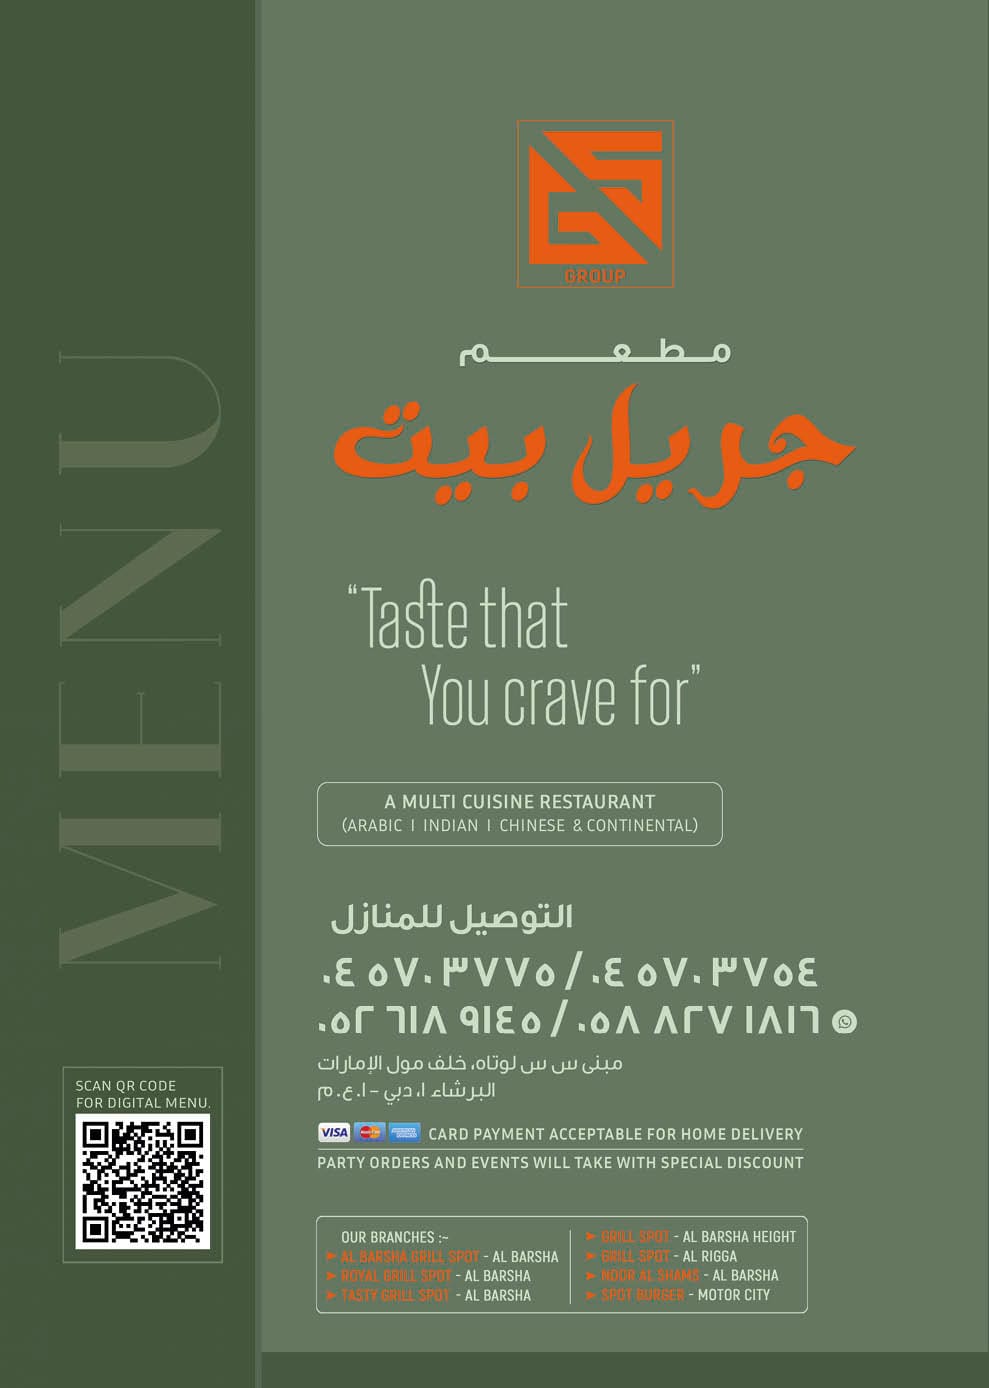 GROUP
مطعم
جريل بيت
“Taste that
You crave for”
A MULTI CUISINE RESTAURANT
(ARABIC I INDIAN I CHINESE & CONTINENTAL)
التوصيل للمنازل
٠٤ ٥٧٠ ٣٧٧٥ / ٠٤ ٥٧٠ ٣٧٥٤
٠٥٢ ٦١٨ ٩١٤٥ / ٠٥٨ ٨٢٧ ١٨١٦
مبنى س س لوتاه، خلف مول الإمارات
البرشاء ١، دبي - ا.ع.م
VISA CARD PAYMENT ACCEPTABLE FOR HOME DELIVERY
PARTY ORDERS AND EVENTS WILL TAKE WITH SPECIAL DISCOUNT
OUR BRANCHES :~
AL BARSHA GRILL SPOT - AL BARSHA
ROYAL GRILL SPOT - AL BARSHA
TASTY GRILL SPOT - AL BARSHA
GRILL SPOT - AL BARSHA HEIGHT
GRILL SPOT - AL RIGGA
NOOR AL SHAMS - AL BARSHA
SPOT BURGER - MOTOR CITY
MENU
SCAN QR CODE
FOR DIGITAL MENU.